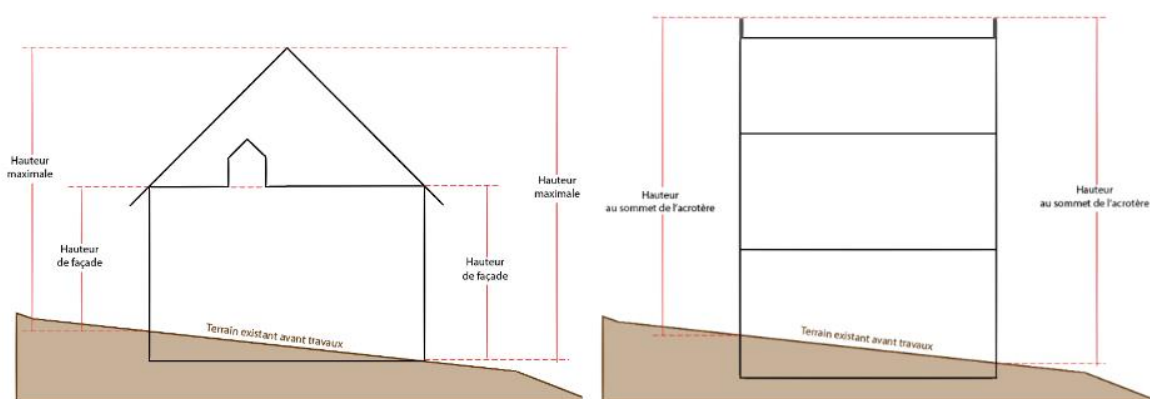 Hauteur
maximale
Hauteur
de façade
Hauteur
de façade
Hauteur
maximale
Terrain existant avant travaux
Hauteur
au sommet de l'acrotère
Hauteur
au sommet de l'acrotère
Terrain existant avant travaux